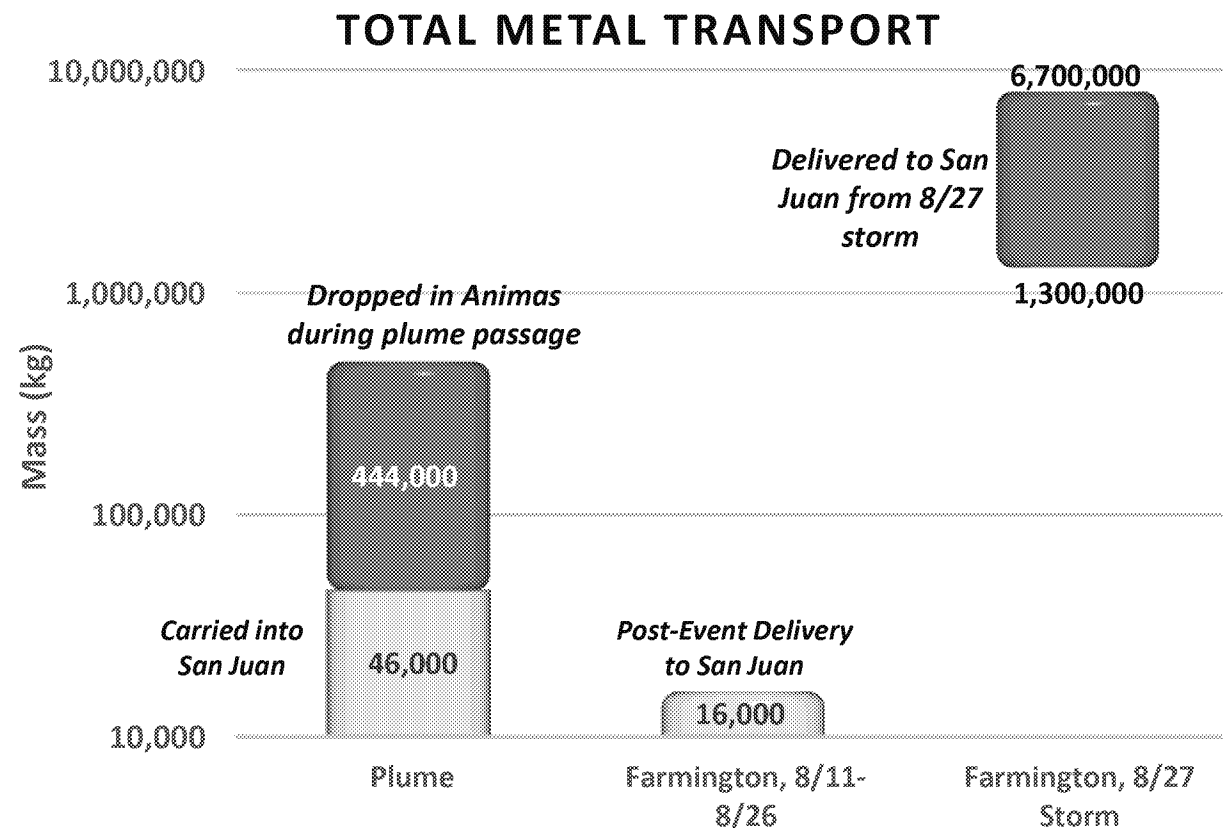 TOTAL METAL TRANSPORT
10,000,000
6,700,000
Delivered to San
Juan from 8/27
storm
1,000,000
1,300,000
Dropped in Animas
during plume passage
Mass (kg)
444,000
100,000
Carried into
San Juan
46,000
Post-Event Delivery
to San Juan
16,000
10,000
Plume
Farmington, 8/11-
8/26
Farmington, 8/27
Storm